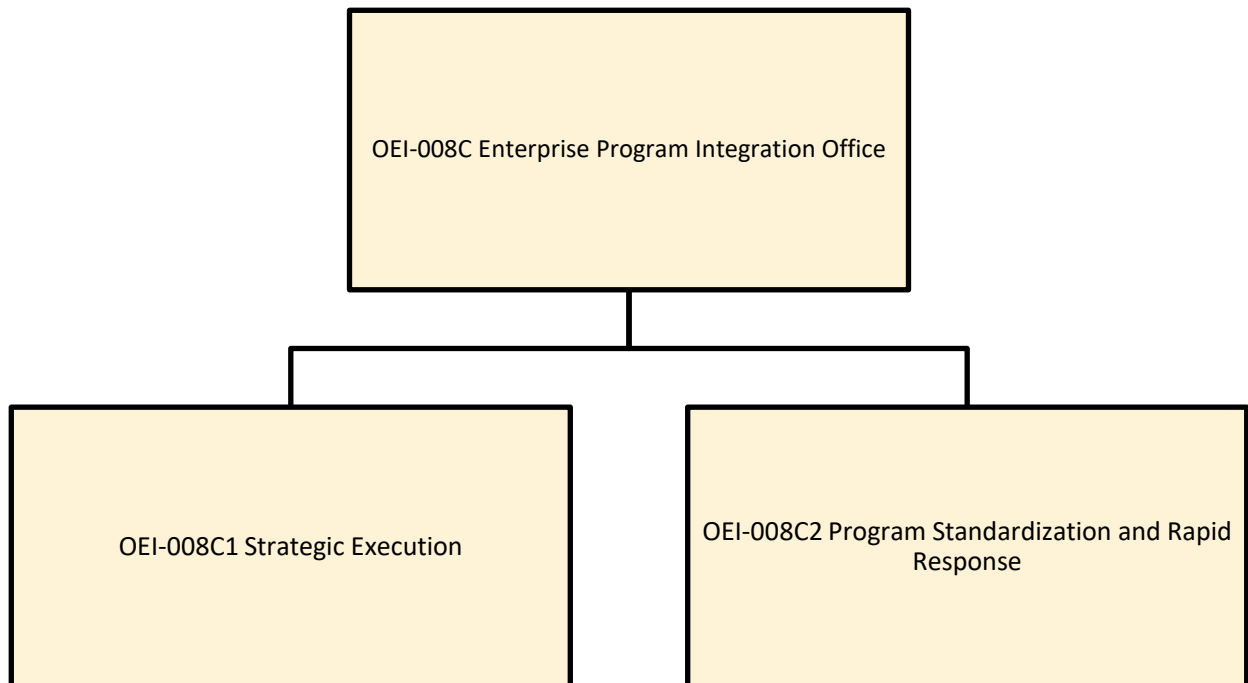 OEI-008C Enterprise Program Integration Office
OEI-008C1 Strategic Execution
OEI-008C2 Program Standardization and Rapid
Response